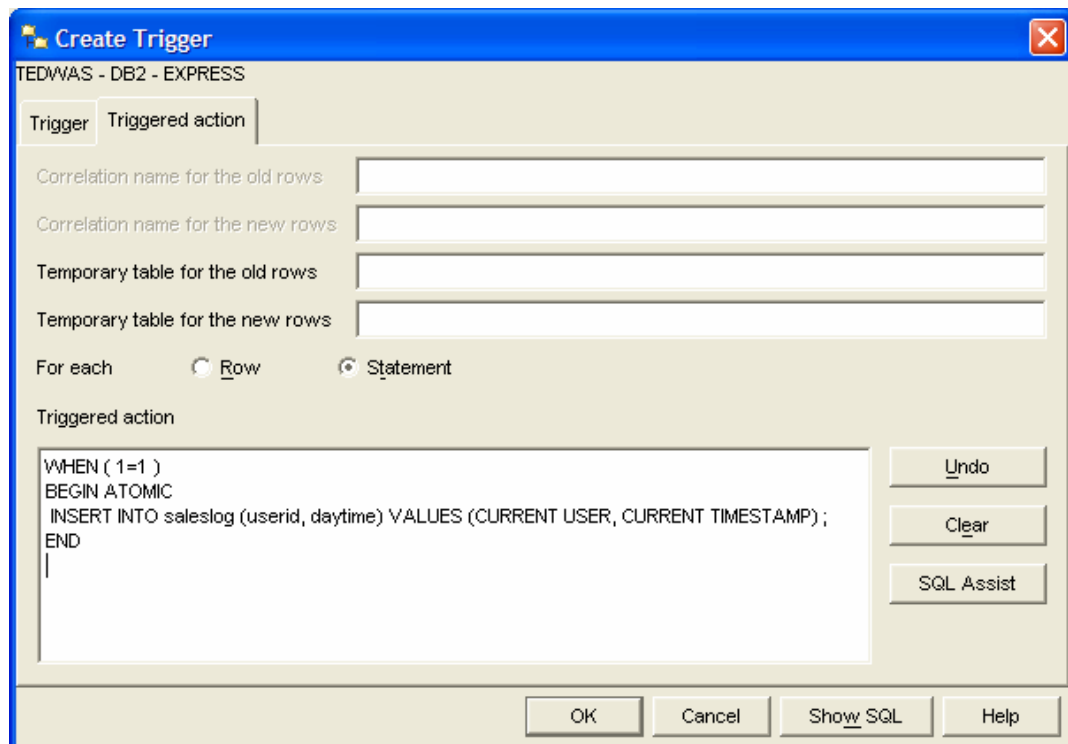 Create Trigger
TEDWAS - DB2 - EXPRESS
Trigger Triggered action
Correlation name for the old rows
Correlation name for the new rows
Temporary table for the old rows
Temporary table for the new rows
For each Row Statement
Triggered action
WHEN ( 1=1 )
BEGIN ATOMIC
INSERT INTO saleslog (userid, daytime) VALUES (CURRENT USER, CURRENT TIMESTAMP) ;
END
Undo
Clear
SQL Assist
OK Cancel Show SQL Help